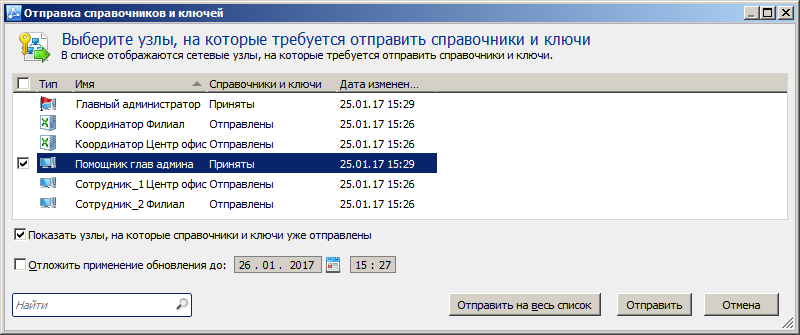 Отправка справочников и ключей
Выберите узлы, на которые требуется отправить справочники и ключи
В списке отображаются сетевые узлы, на которые требуется отправить справочники и ключи.
Тип Имя Справочники и ключи Дата изменен...
Главный администратор Приняты 25.01.17 15:29
Координатор Филиал Отправлены 25.01.17 15:26
Координатор Центр офис Отправлены 25.01.17 15:26
Помощник глав админа Приняты 25.01.17 15:29
Сотрудник_1 Центр офис Отправлены 25.01.17 15:26
Сотрудник_2 Филиал Отправлены 25.01.17 15:26
Показать узлы, на которые справочники и ключи уже отправлены
Отложить применение обновления до: 26 . 01 . 2017 15 : 27
Найти Отправить на весь список Отправить Отмена